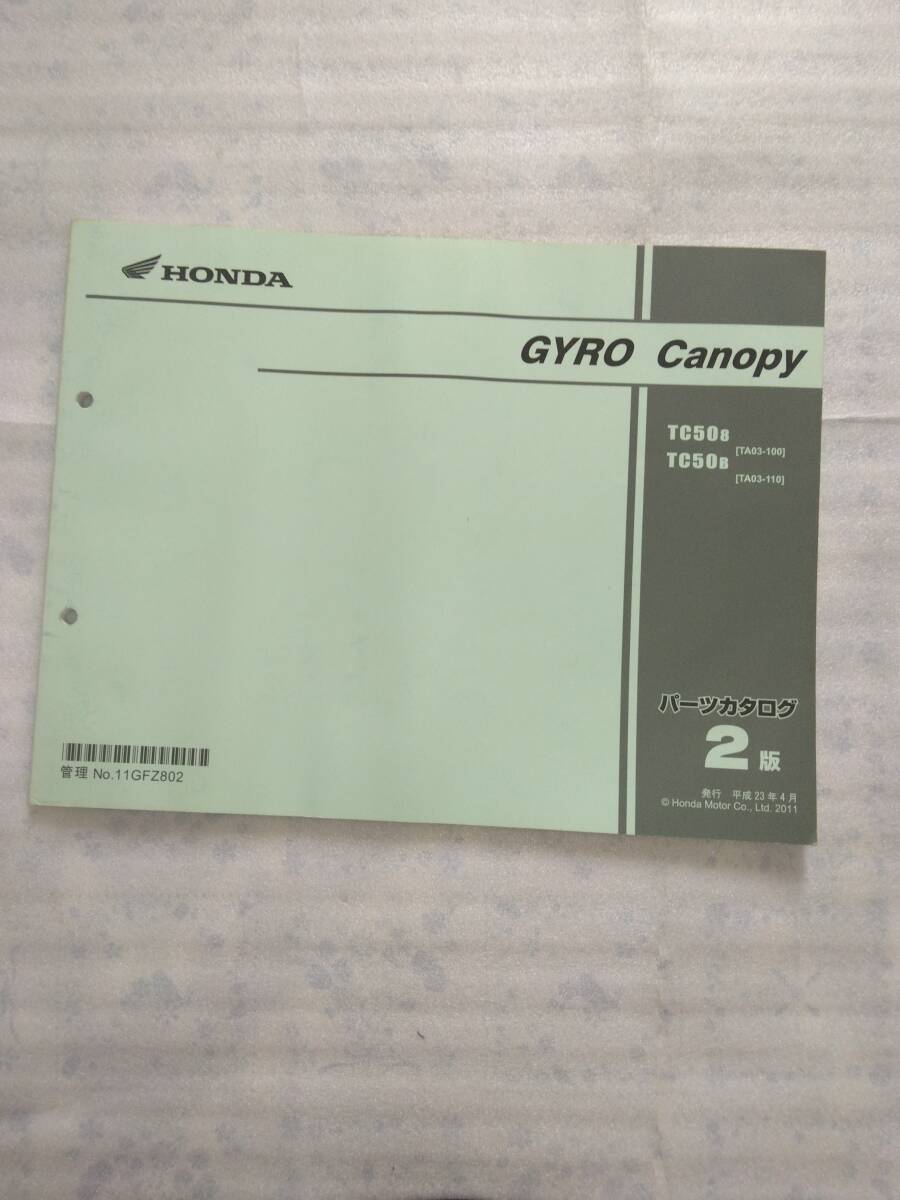 HONDA
GYRO Canopy
TC508
[TA03-100]
TC50B
[TA03-110]
パーツカタログ
2版
発行 平成23年4月
© Honda Motor Co., Ltd. 2011
管理 No.11GFZ802